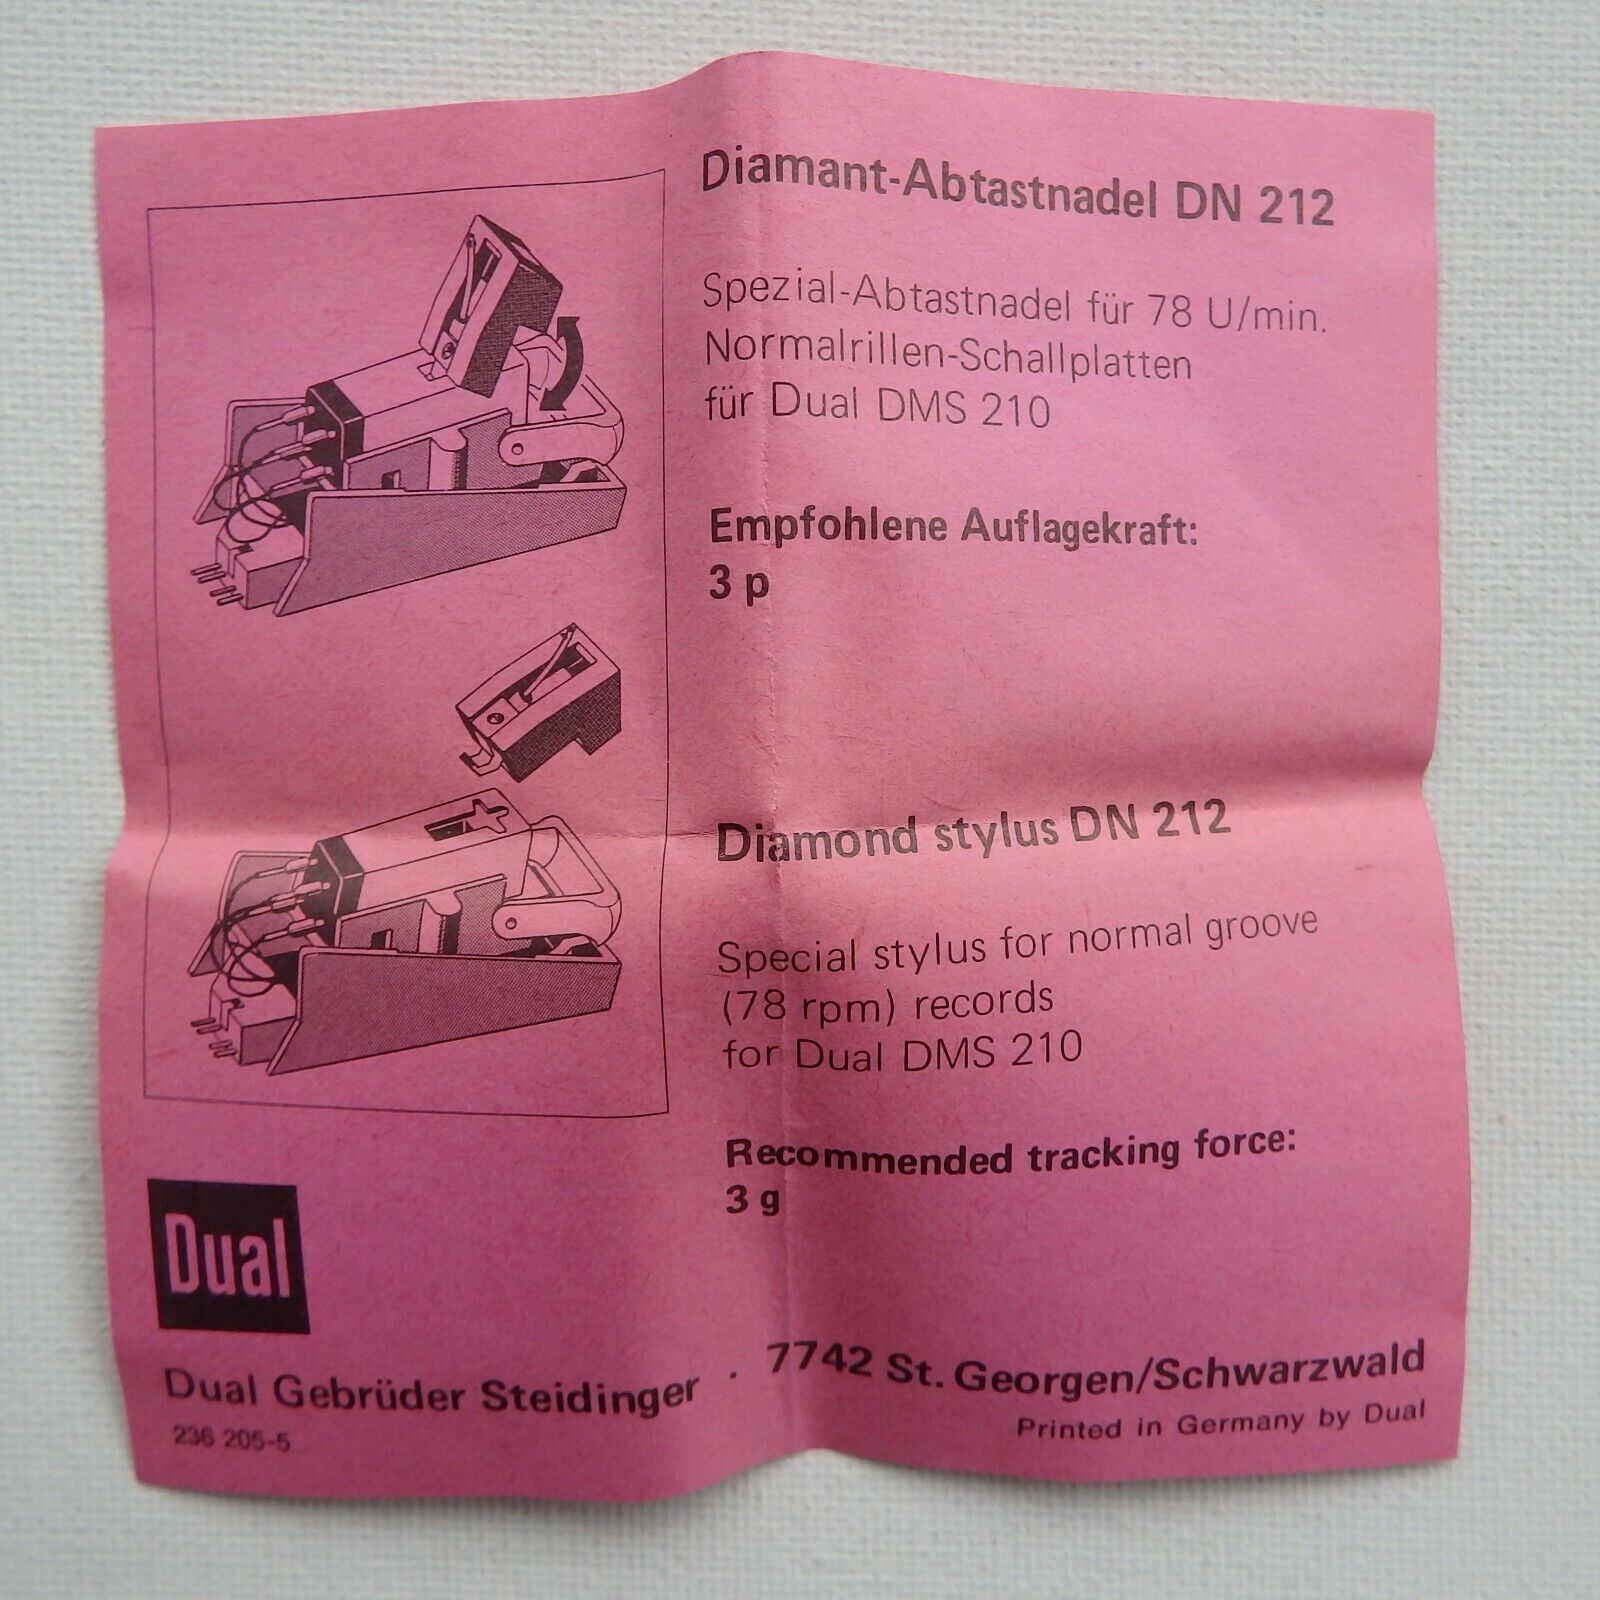 Diamant-Abtastnadel DN 212
Spezial-Abtastnadel für 78 U/min.
Normalrillen-Schallplatten
für Dual DMS 210
Empfohlene Auflagekraft:
3 p
Diamond stylus DN 212
Special stylus for normal groove
(78 rpm) records
for Dual DMS 210
Recommended tracking force:
3 g
Dual
Dual Gebrüder Steidinger . 7742 St. Georgen/Schwarzwald
236 205-5
Printed in Germany by Dual